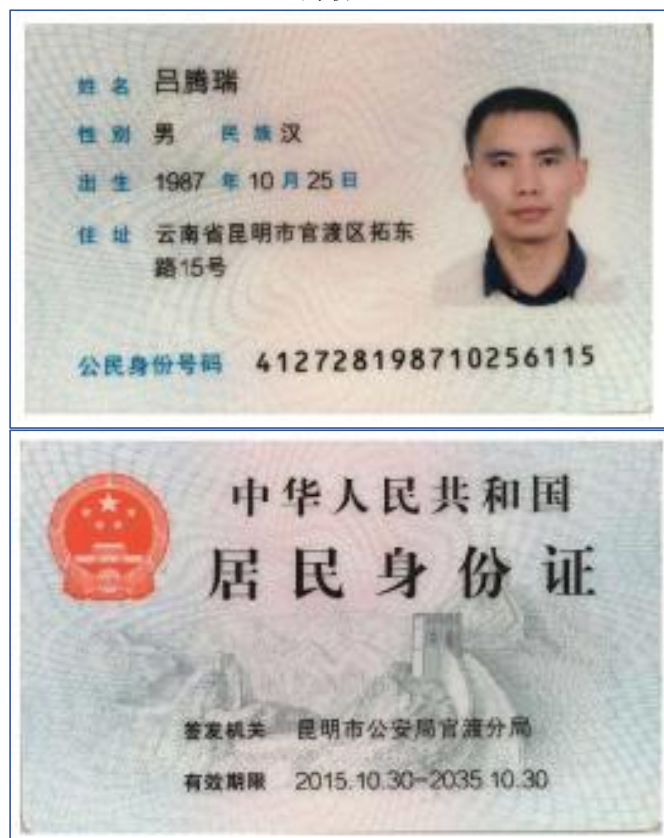 姓名 吕腾瑞
性别 男 民族 汉
出生 1987 年 10 月 25 日
住址 云南省昆明市官渡区拓东
路15号
公民身份号码 412728198710256115
中华人民共和国
居民身份证
签发机关 昆明市公安局官渡分局
有效期限 2015.10.30-2035.10.30